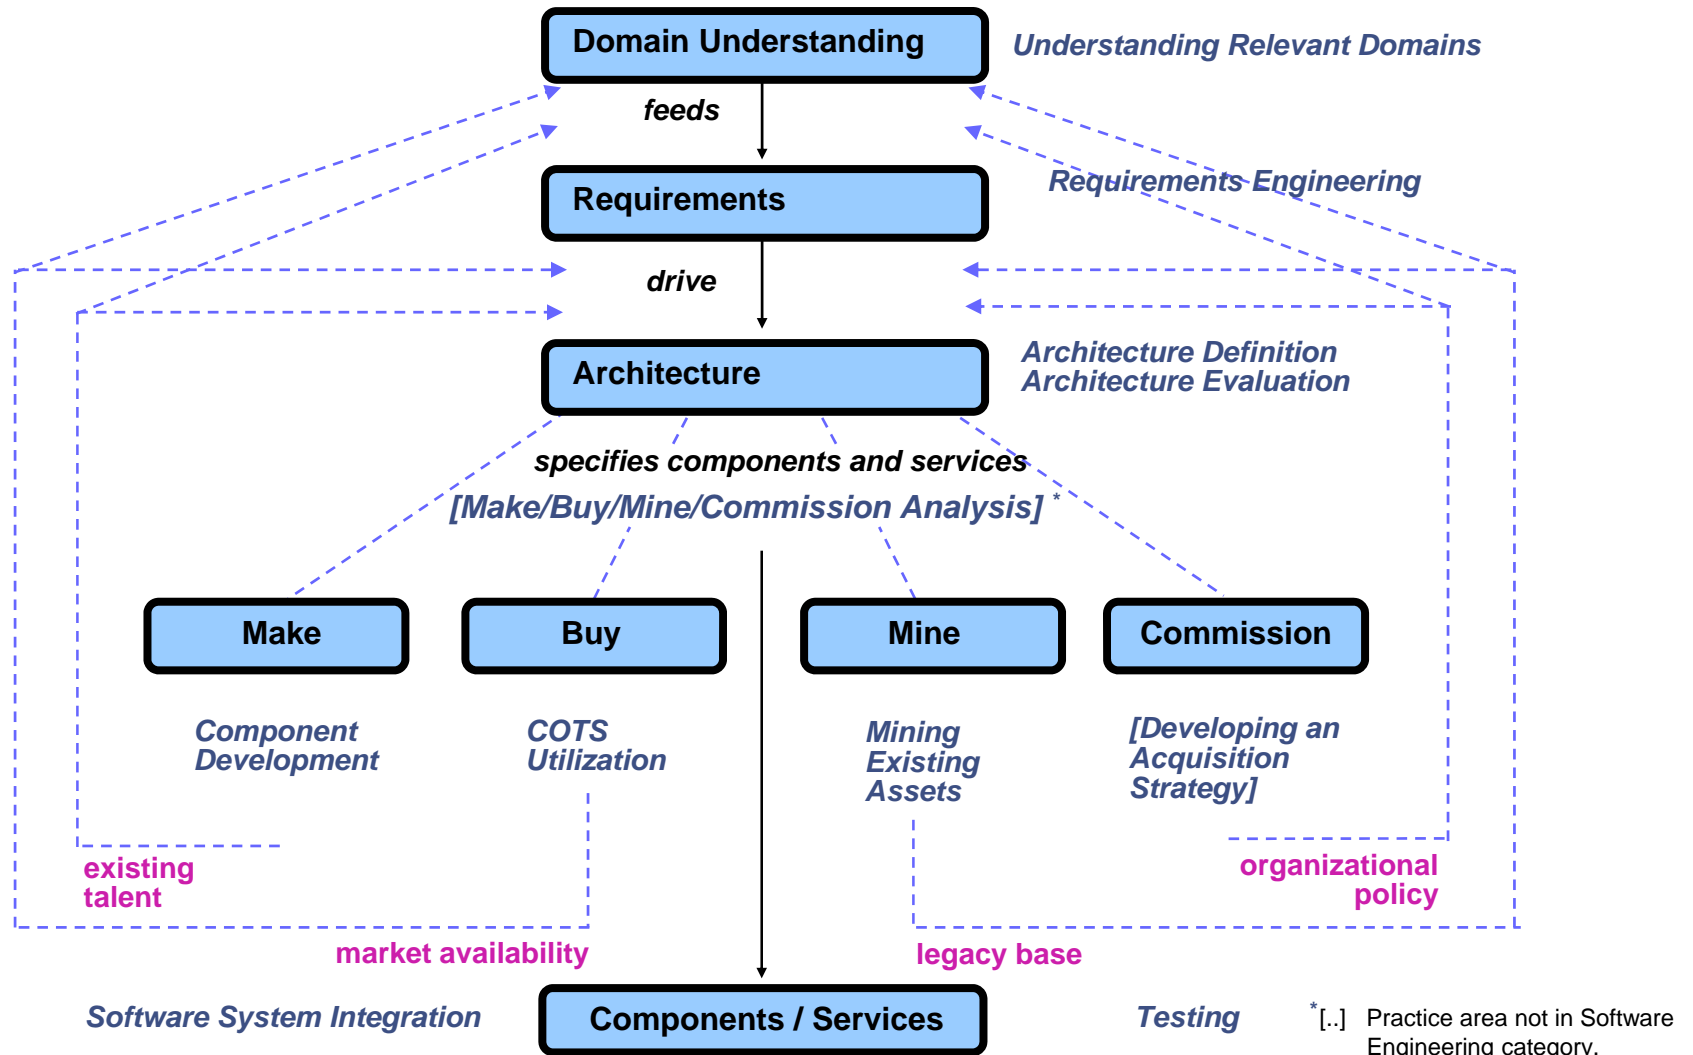 Domain Understanding
Understanding Relevant Domains
feeds
Requirements
Requirements Engineering
drive
Architecture
Architecture Definition
Architecture Evaluation
specifies components and services
[Make/Buy/Mine/Commission Analysis] *
Make
Buy
Mine
Commission
Component
Development
COTS
Utilization
Mining
Existing
Assets
[Developing an
Acquisition
Strategy]
existing
talent
organizational
policy
market availability
legacy base
Software System Integration
Components / Services
Testing
*[..] Practice area not in Software
Engineering category.